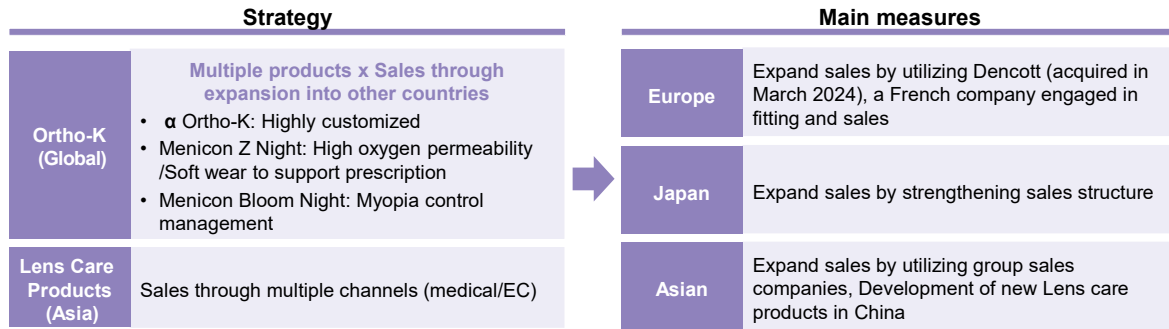 Strategy
Ortho-K
(Global)
Multiple products x Sales through
expansion into other countries
• α Ortho-K: Highly customized
• Menicon Z Night: High oxygen permeability
/Soft wear to support prescription
• Menicon Bloom Night: Myopia control
management
Lens Care
Products
(Asia)
Sales through multiple channels (medical/EC)
Main measures
Europe
Expand sales by utilizing Dencott (acquired in
March 2024), a French company engaged in
fitting and sales
Japan
Expand sales by strengthening sales structure
Asian
Expand sales by utilizing group sales
companies, Development of new Lens care
products in China